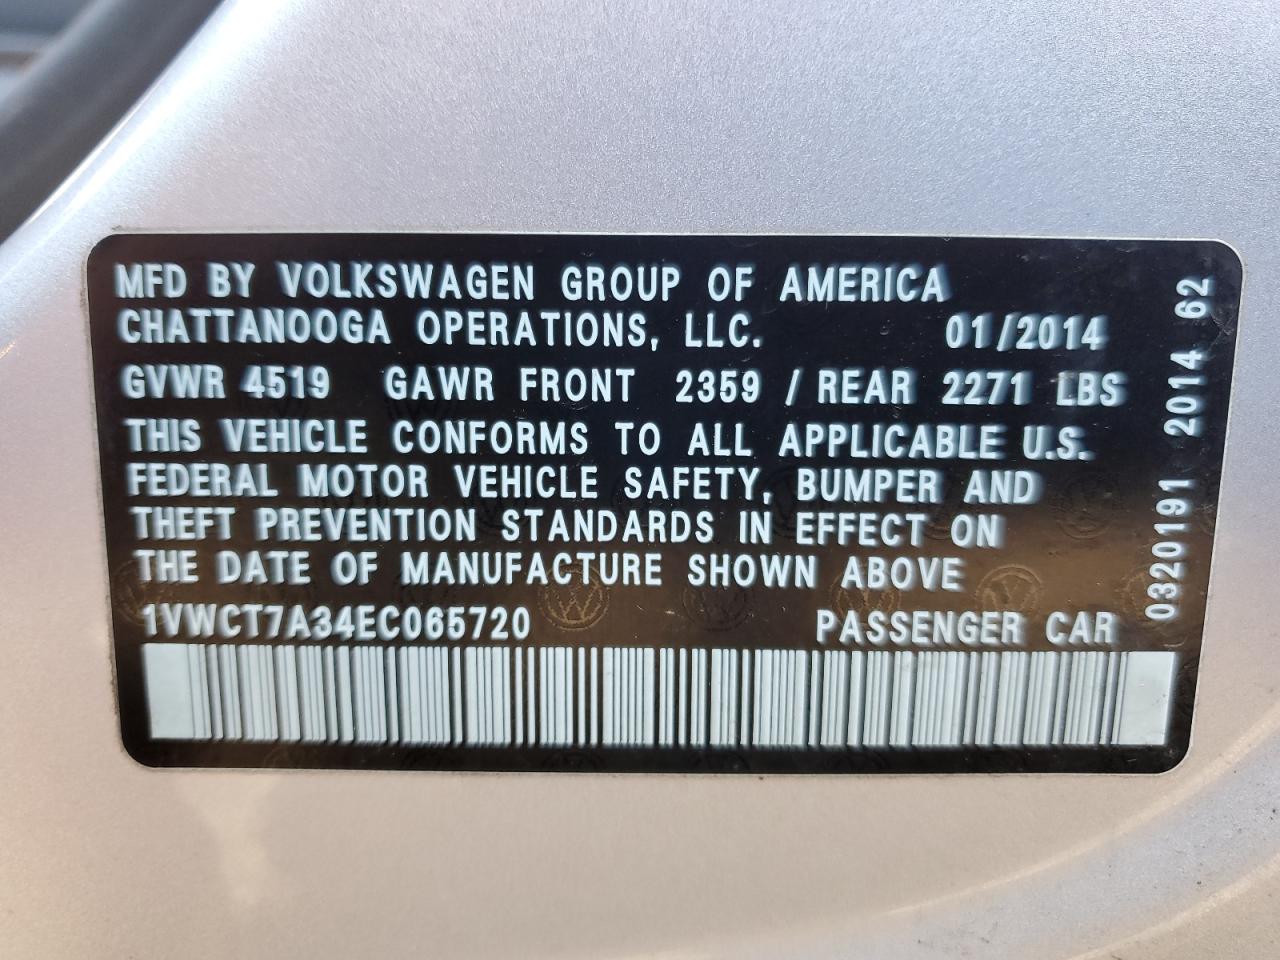 MFD BY VOLKSWAGEN GROUP OF AMERICA
CHATTANOOGA OPERATIONS, LLC. 01/2014
GVWR 4519 GAWR FRONT 2359 / REAR 2271 LBS
THIS VEHICLE CONFORMS TO ALL APPLICABLE U.S.
FEDERAL MOTOR VEHICLE SAFETY, BUMPER AND
THEFT PREVENTION STANDARDS IN EFFECT ON
THE DATE OF MANUFACTURE SHOWN ABOVE
1VWCT7A34EC065720 PASSENGER CAR
0320191 2014 62